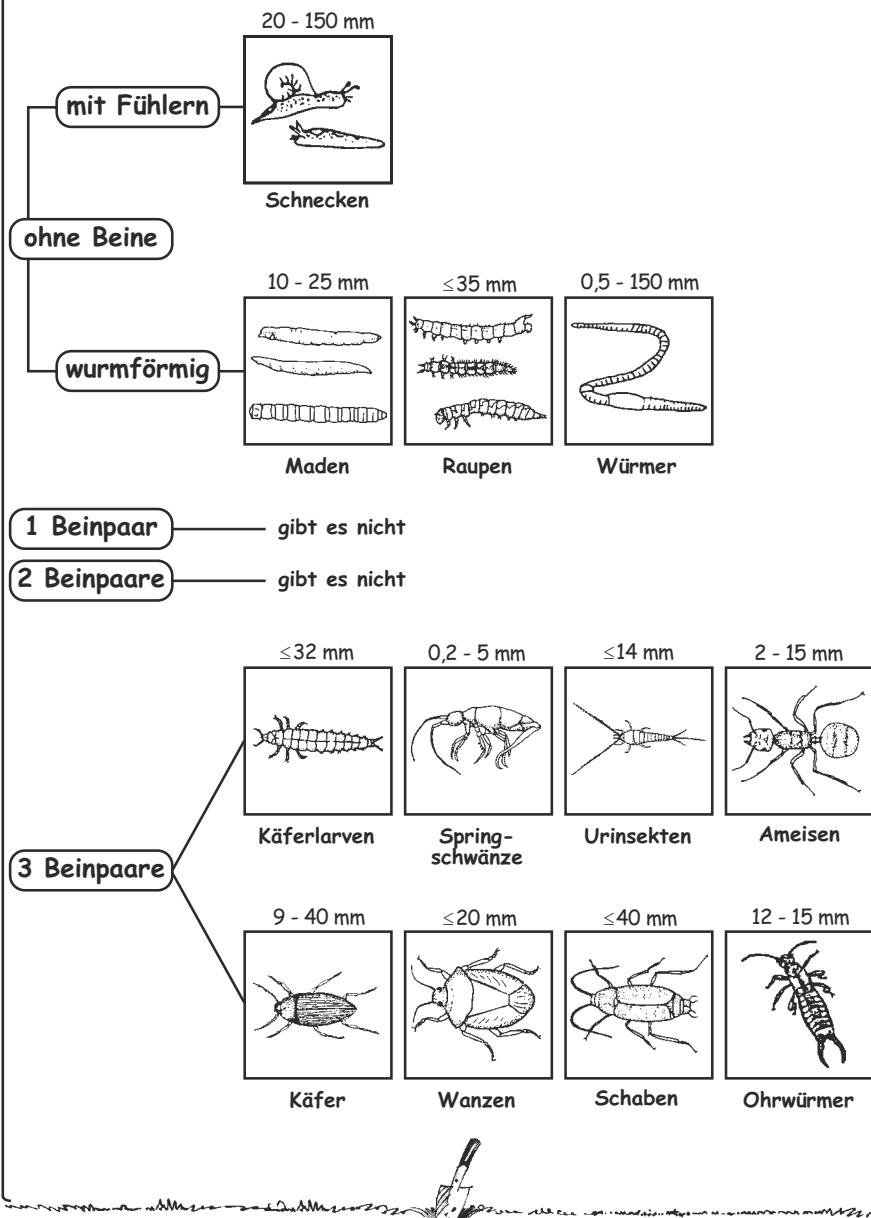 20 - 150 mm
mit Fühlern
Schnecken
ohne Beine
10 - 25 mm
≤35 mm
0,5 - 150 mm
wurmförmig
Maden
Raupen
Würmer
1 Beinpaar
gibt es nicht
2 Beinpaare
gibt es nicht
≤32 mm
0,2 - 5 mm
≤14 mm
2 - 15 mm
Käferlarven
Spring-
schwänze
Urinsekten
Ameisen
3 Beinpaare
9 - 40 mm
≤20 mm
≤40 mm
12 - 15 mm
Käfer
Wanzen
Schaben
Ohrwürmer